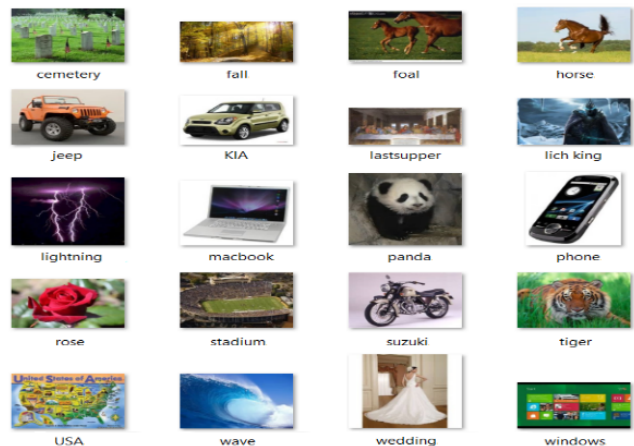 cemetery
fall
foal
horse
jeep
KIA
lastsupper
lich king
lightning
macbook
panda
phone
rose
stadium
suzuki
tiger
United States of America
USA
wave
wedding
windows